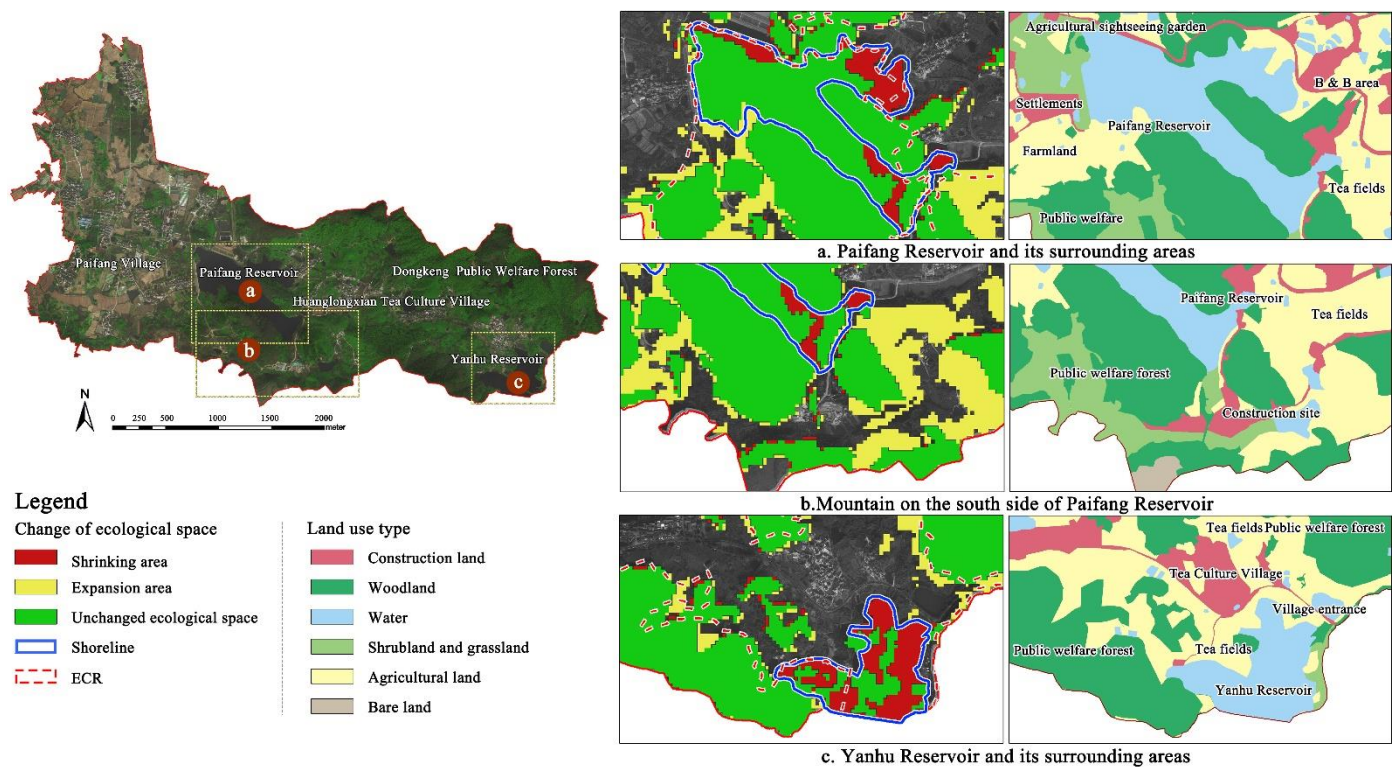 Paifang Village
Paifang Reservoir
a
Dongkeng Public Welfare Forest
Huanglongxian Tea Culture Village
b
Yanhu Reservoir
c
N
0 250 500 750 1000 1500 2000
meter
Legend
Change of ecological space
Shrinking area
Expansion area
Unchanged ecological space
Shoreline
ECR
Land use type
Construction land
Woodland
Water
Shrubland and grassland
Agricultural land
Bare land
Agricultural sightseeing garden
B & B area
Settlements
Paifang Reservoir
Farmland
Tea fields
Public welfare
a. Paifang Reservoir and its surrounding areas
Paifang Reservoir
Tea fields
Public welfare forest
Construction site
b.Mountain on the south side of Paifang Reservoir
Tea fields Public welfare forest
Tea Culture Village
Village entrance
Tea fields
Public welfare forest
Yanhu Reservoir
c. Yanhu Reservoir and its surrounding areas